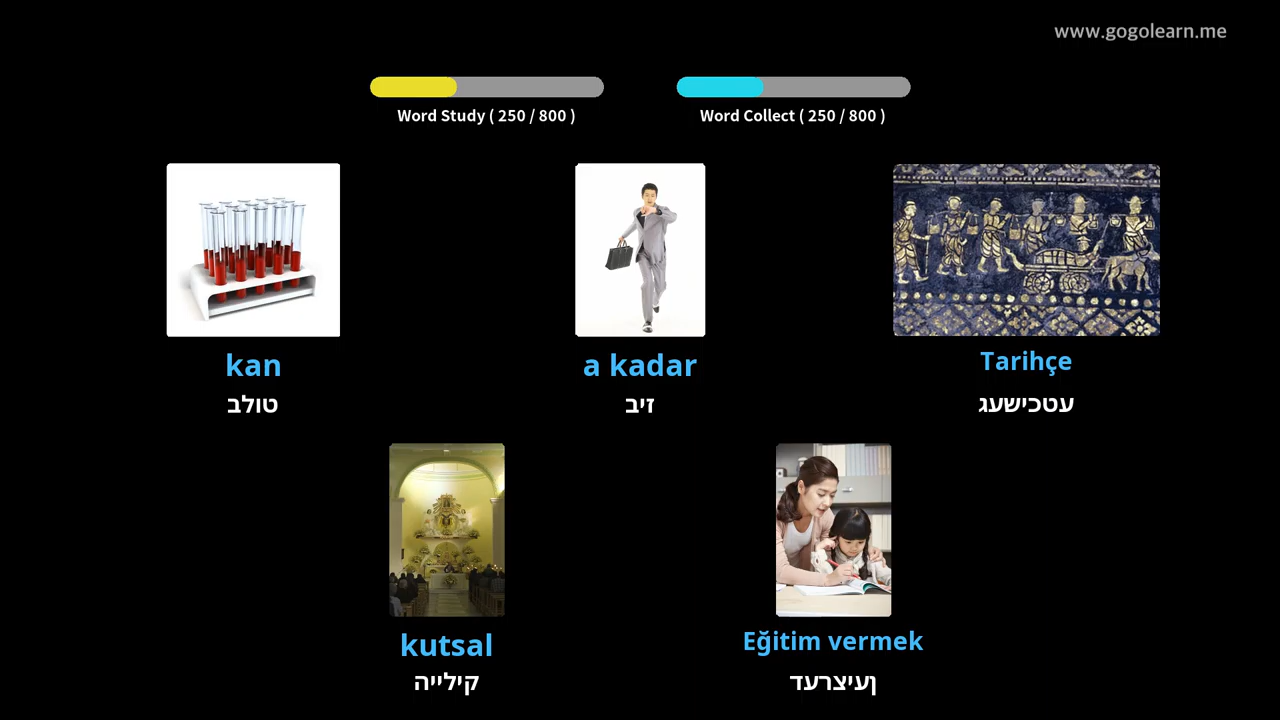 www.gogolearn.me
Word Study ( 250 / 800 )
Word Collect ( 250 / 800 )
kan
טולב
a kadar
זיב
Tarihçe
עטכישעג
kutsal
קילייה
Eğitim vermek
ןעיצרעד